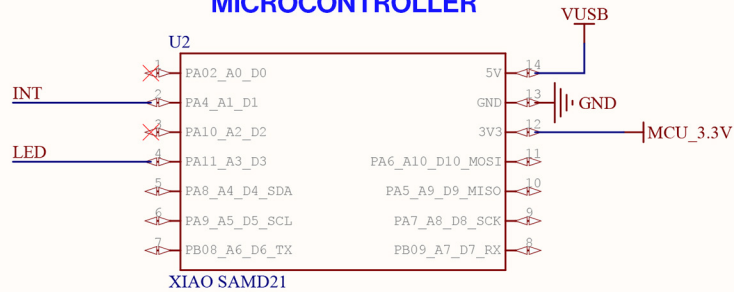 MICROCONTROLLER
VUSB
U2
1 PA02_A0_D0 5V 14
INT 2 PA4_A1_D1 GND 13 GND
3 PA10_A2_D2 3V3 12 MCU_3.3V
LED 4 PA11_A3_D3 PA6_A10_D10_MOSI 11
5 PA8_A4_D4_SDA PA5_A9_D9_MISO 10
6 PA9_A5_D5_SCL PA7_A8_D8_SCK 9
7 PB08_A6_D6_TX PB09_A7_D7_RX 8
XIAO SAMD21